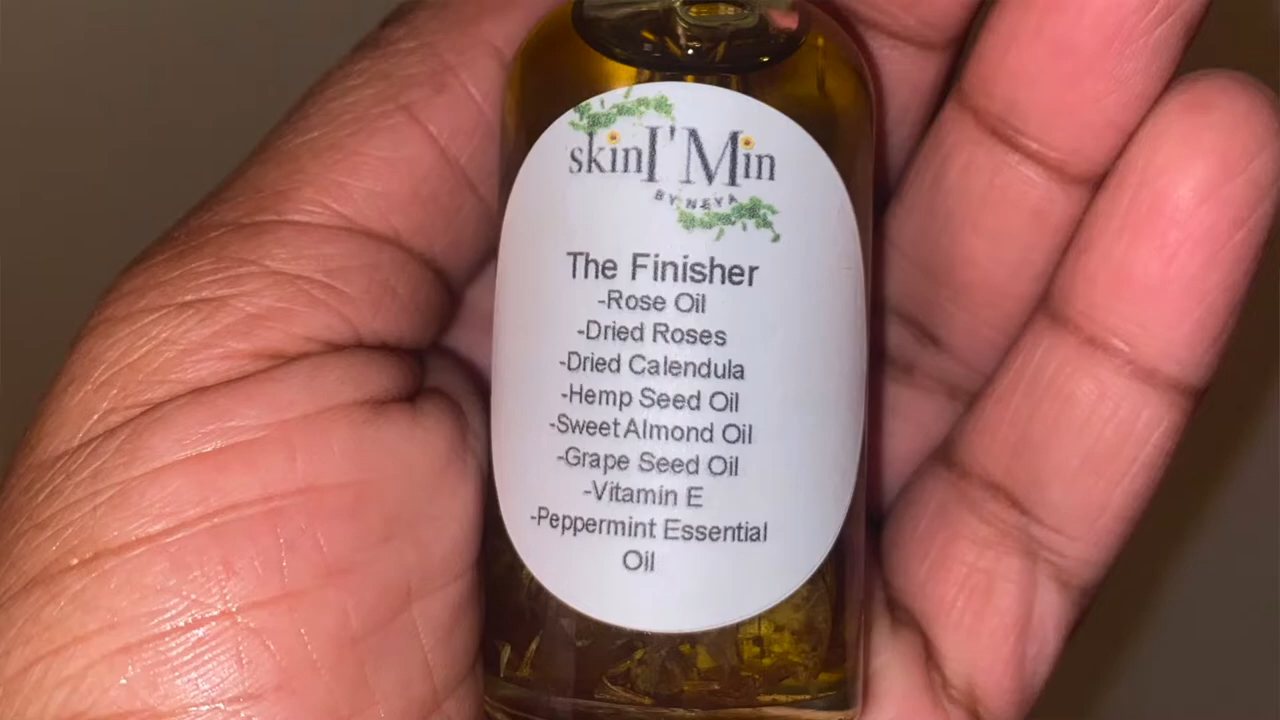 skinI'Min
BY NEYA
The Finisher
-Rose Oil
-Dried Roses
-Dried Calendula
-Hemp Seed Oil
-Sweet Almond Oil
-Grape Seed Oil
-Vitamin E
-Peppermint Essential
Oil